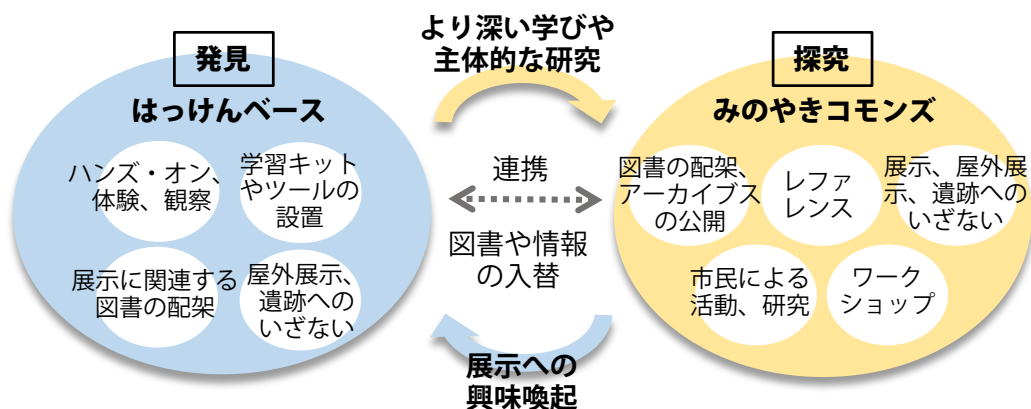 発見
はっけんベース
ハンズ・オン、
体験、観察
学習キット
やツールの
設置
展示に関連する
図書の配架
屋外展示、
遺跡への
いざない
より深い学びや
主体的な研究
連携
図書や情報
の入替
展示への
興味喚起
探究
みのやきコモンズ
図書の配架、
アーカイブス
の公開
レファ
レンス
展示、屋外展
示、遺跡への
いざない
市民による
活動、研究
ワーク
ショップ